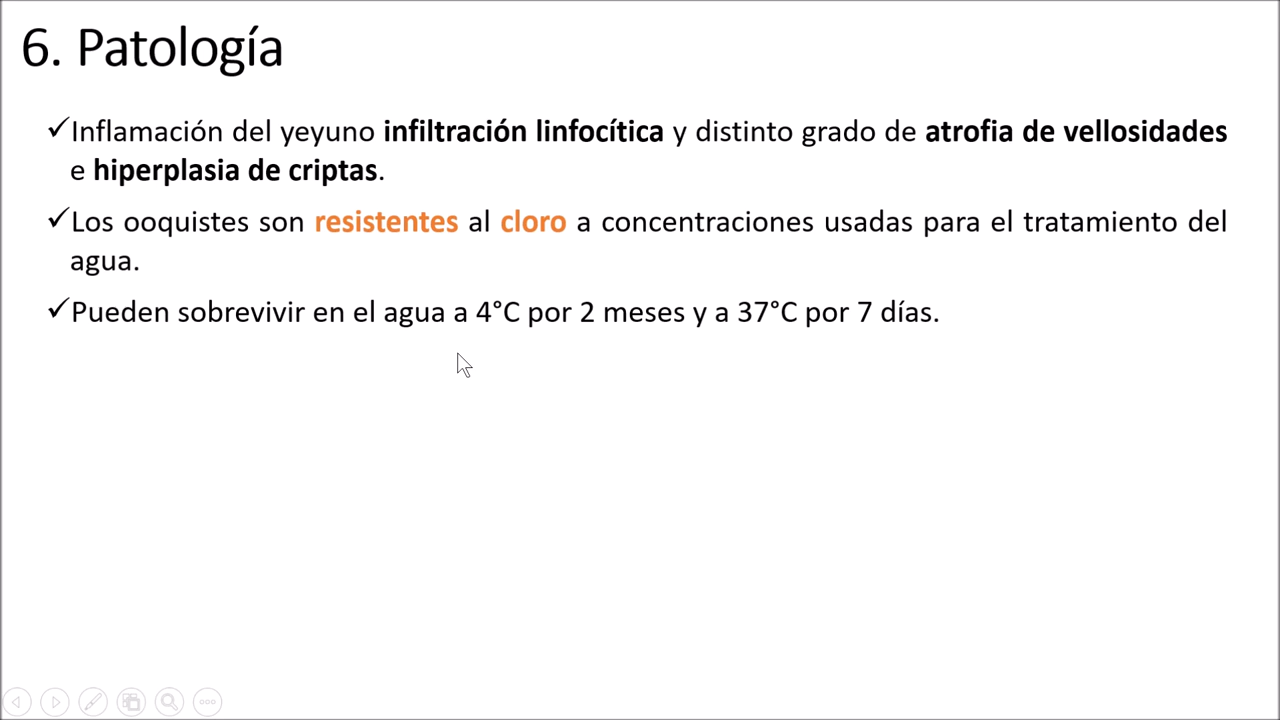 6. Patología
✓Inflamación del yeyuno infiltración linfocítica y distinto grado de atrofia de vellosidades
e hiperplasia de criptas.
✓Los ooquistes son resistentes al cloro a concentraciones usadas para el tratamiento del
agua.
✓Pueden sobrevivir en el agua a 4°C por 2 meses y a 37°C por 7 días.